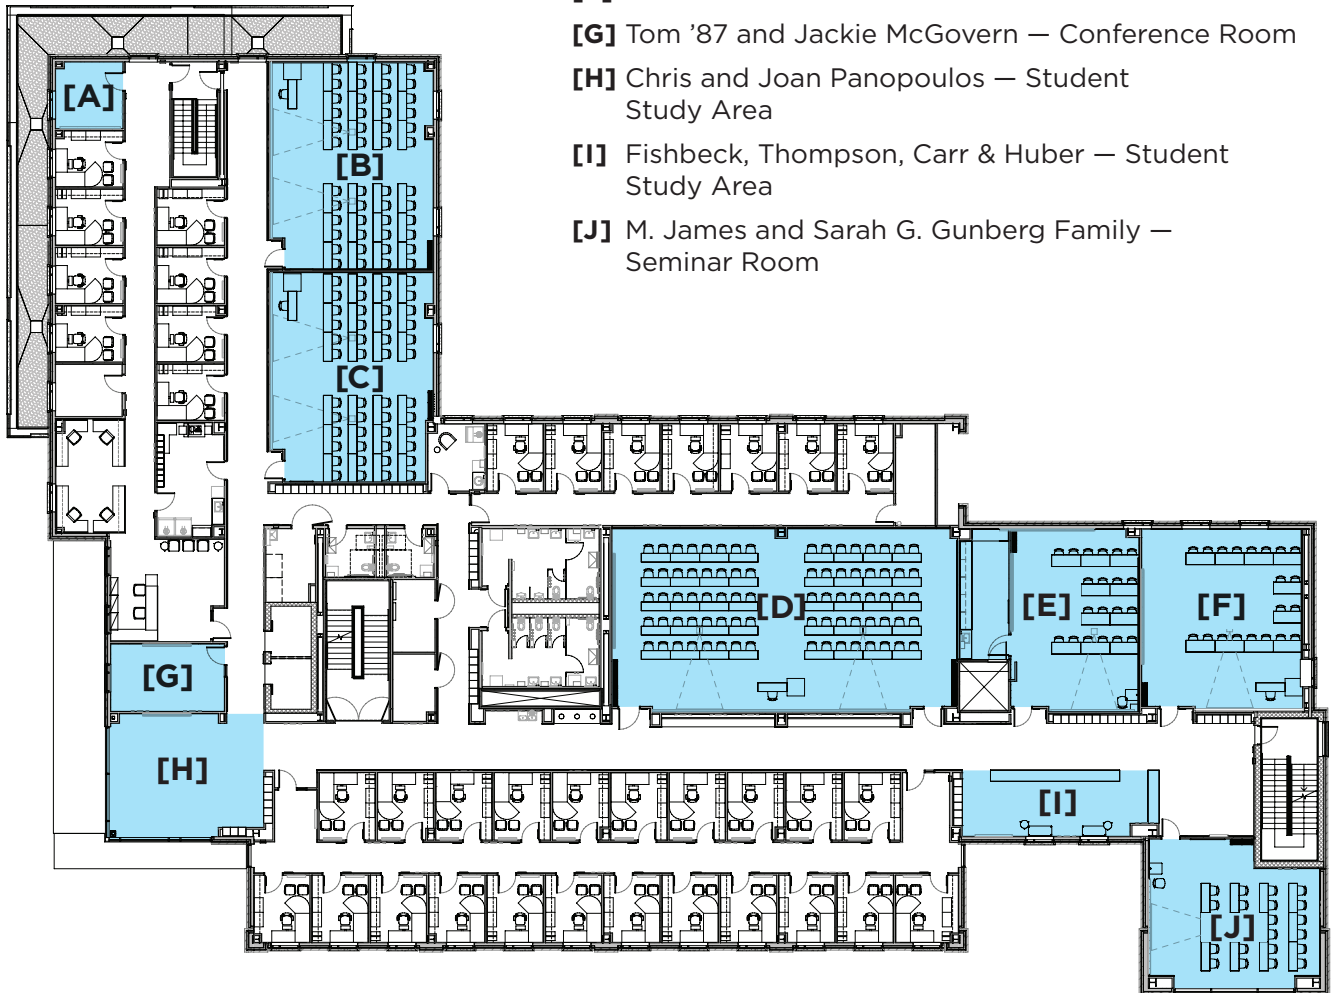 [G] Tom ’87 and Jackie McGovern — Conference Room
[H] Chris and Joan Panopoulos — Student
Study Area
[I] Fishbeck, Thompson, Carr & Huber — Student
Study Area
[J] M. James and Sarah G. Gunberg Family —
Seminar Room
[A]
[B]
[C]
[D]
[E]
[F]
[G]
[H]
[I]
[J]